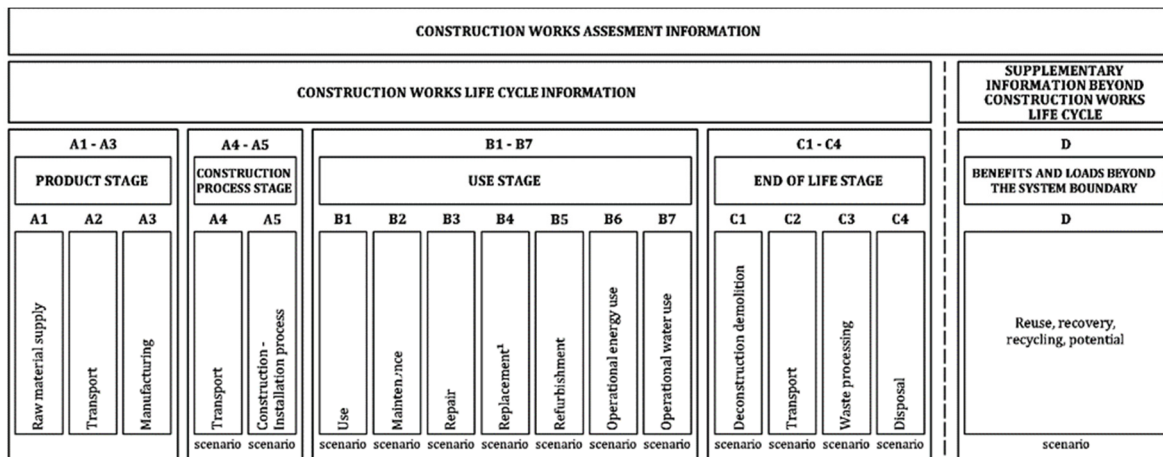 CONSTRUCTION WORKS ASSESMENT INFORMATION
CONSTRUCTION WORKS LIFE CYCLE INFORMATION
SUPPLEMENTARY
INFORMATION BEYOND
CONSTRUCTION WORKS
LIFE CYCLE
A1 - A3
PRODUCT STAGE
A4 - A5
CONSTRUCTION
PROCESS STAGE
B1 - B7
USE STAGE
C1 - C4
END OF LIFE STAGE
D
BENEFITS AND LOADS BEYOND
THE SYSTEM BOUNDARY
A1
Raw material supply
A2
Transport
A3
Manufacturing
A4
Transport
scenario
A5
Construction -
Installation process
scenario
B1
Use
scenario
B2
Maintenance
scenario
B3
Repair
scenario
B4
Replacement¹
scenario
B5
Refurbishment
scenario
B6
Operational energy use
scenario
B7
Operational water use
scenario
C1
Deconstruction demolition
scenario
C2
Transport
scenario
C3
Waste processing
scenario
C4
Disposal
scenario
D
Reuse, recovery,
recycling, potential
scenario